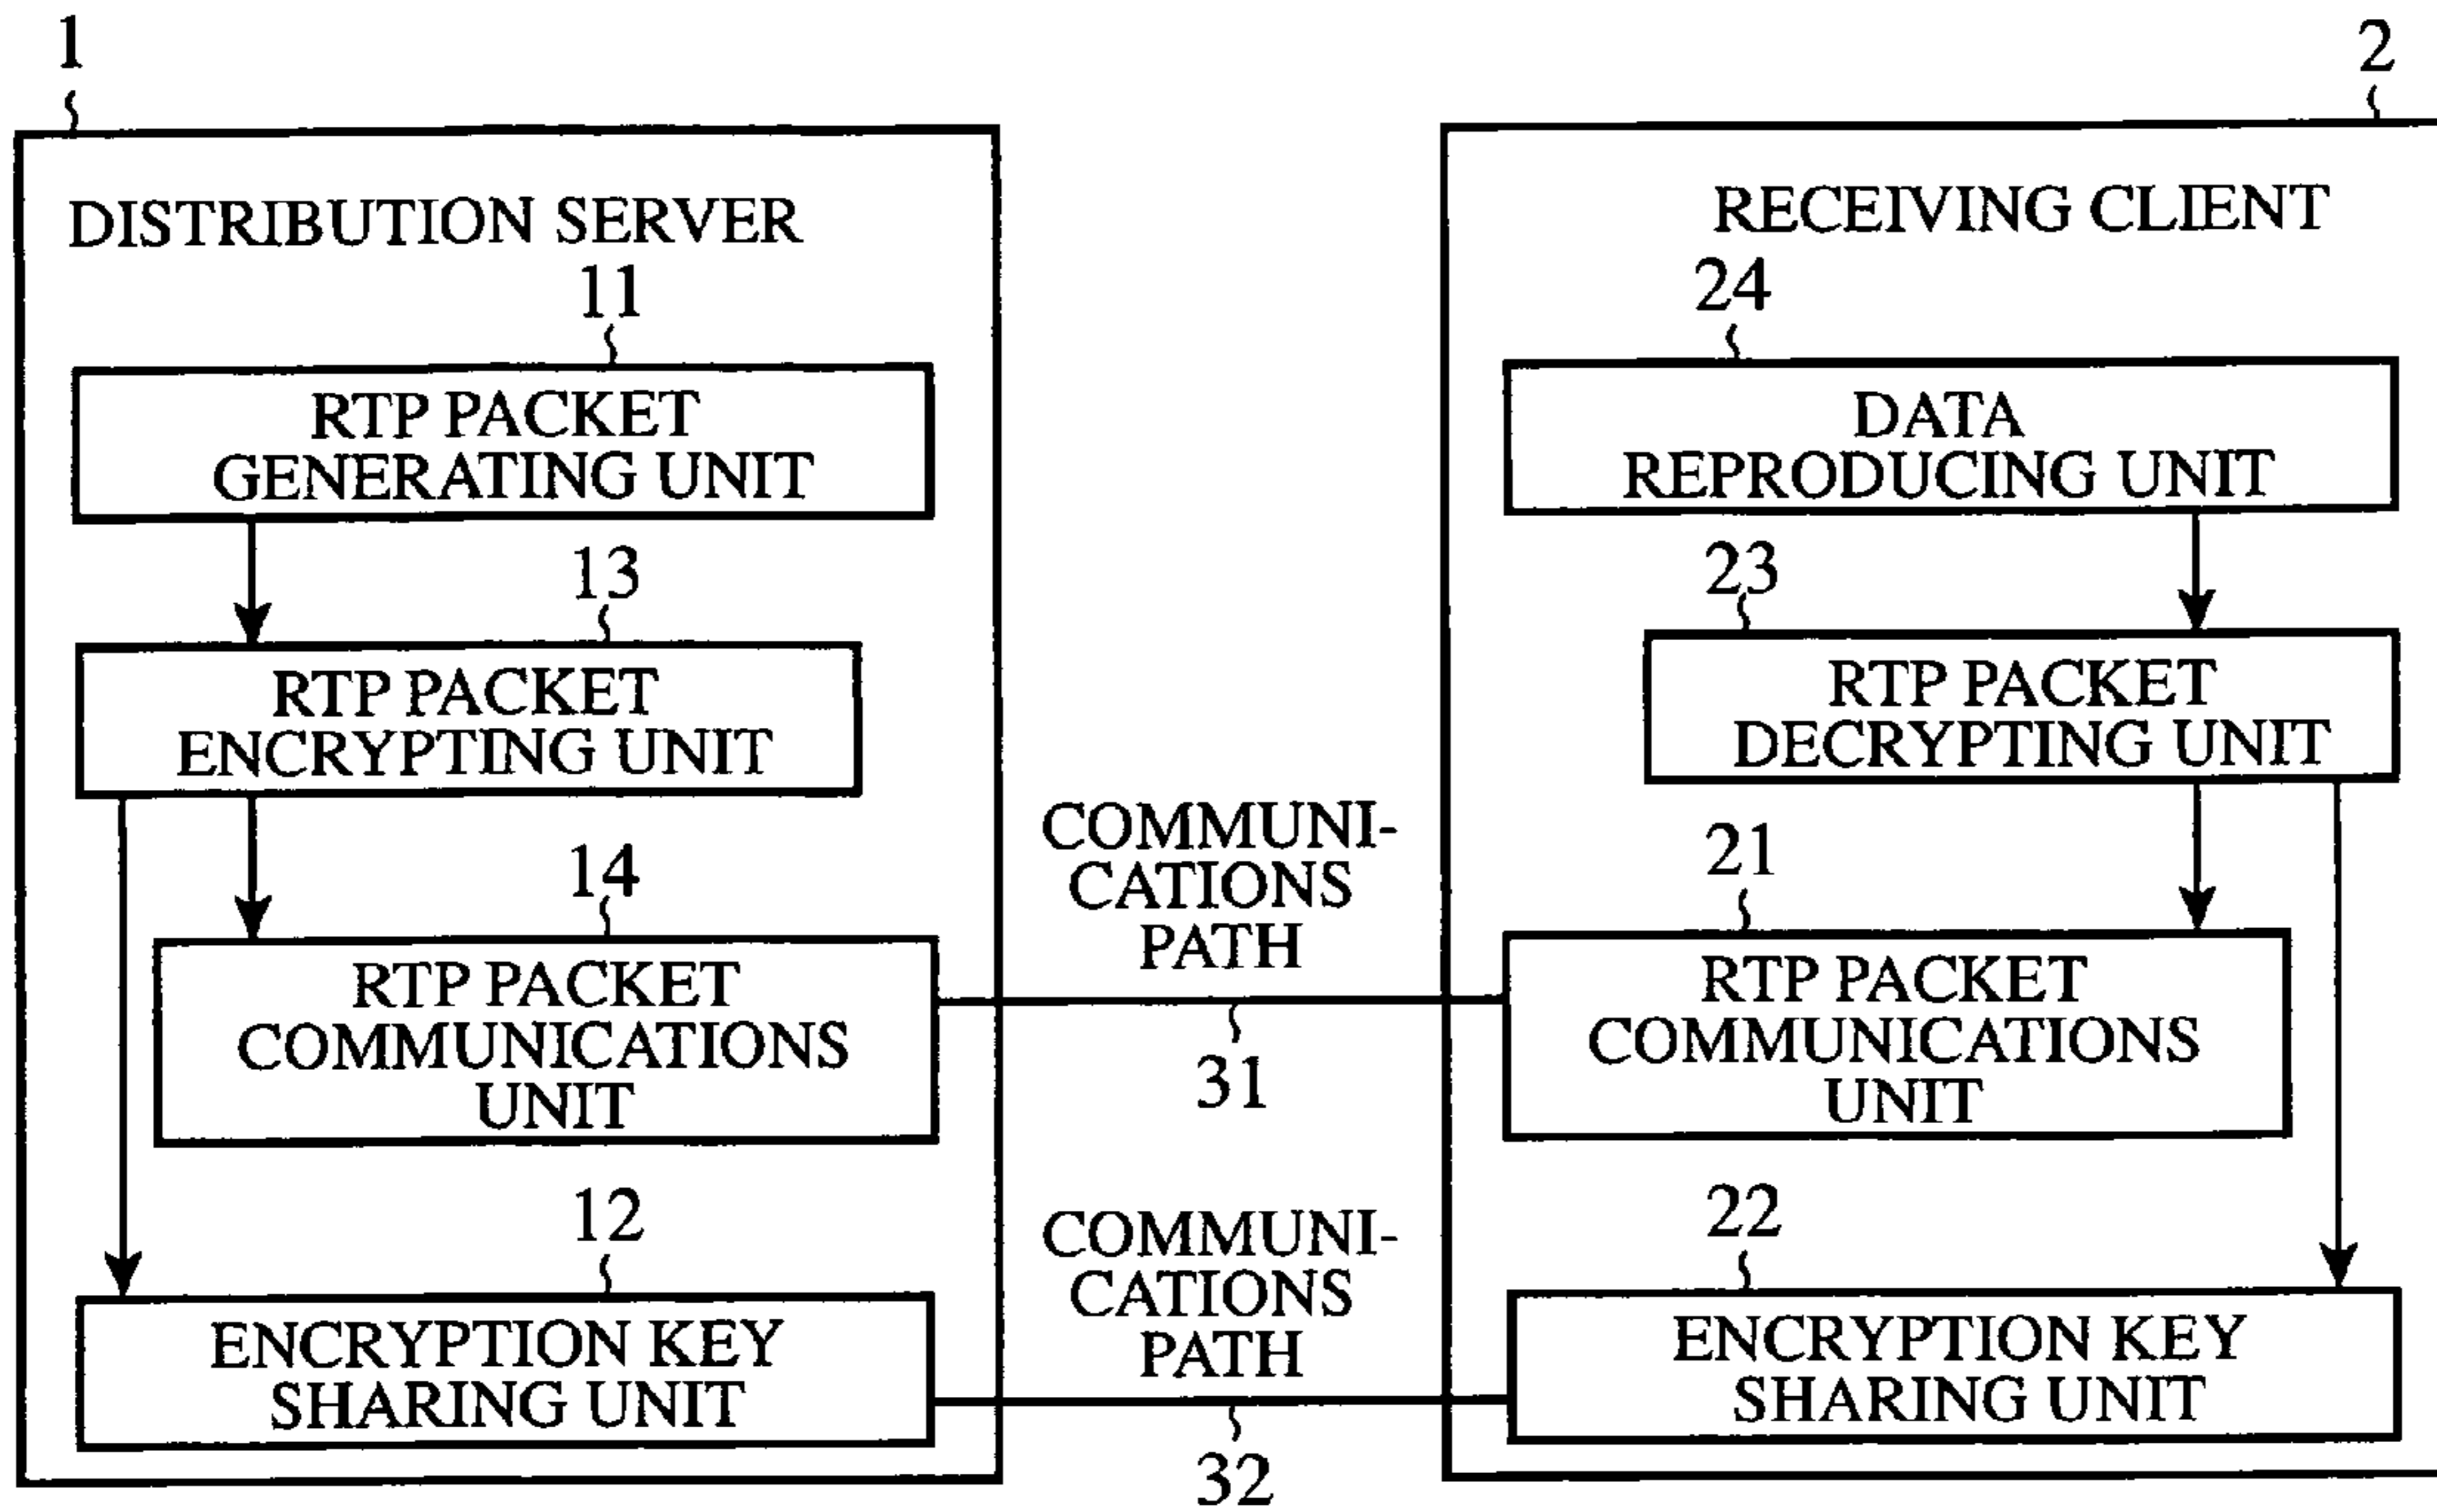 1
DISTRIBUTION SERVER
11
RTP PACKET
GENERATING UNIT
13
RTP PACKET
ENCRYPTING UNIT
14
RTP PACKET
COMMUNICATIONS
UNIT
12
ENCRYPTION KEY
SHARING UNIT
COMMUNI-
CATIONS
PATH
31
COMMUNI-
CATIONS
PATH
32
2
RECEIVING CLIENT
24
DATA
REPRODUCING UNIT
23
RTP PACKET
DECRYPTING UNIT
21
RTP PACKET
COMMUNICATIONS
UNIT
22
ENCRYPTION KEY
SHARING UNIT